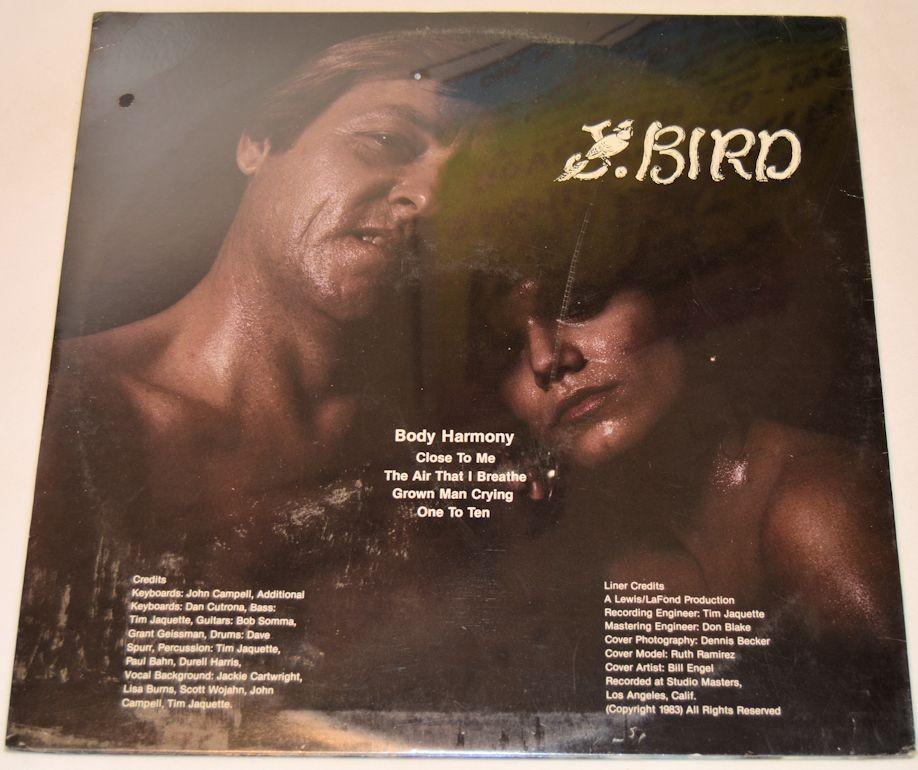 J. BIRD
Body Harmony
Close To Me
The Air That I Breathe
Grown Man Crying
One To Ten
Credits
Keyboards: John Campell, Additional
Keyboards: Dan Cutrona, Bass:
Tim Jaquette, Guitars: Bob Somma,
Grant Geissman, Drums: Dave
Spurr, Percussion: Tim Jaquette,
Paul Bahn, Durell Harris,
Vocal Background: Jackie Cartwright,
Lisa Burns, Scott Wojahn, John
Campell, Tim Jaquette.
Liner Credits
A Lewis/LaFond Production
Recording Engineer: Tim Jaquette
Mastering Engineer: Don Blake
Cover Photography: Dennis Becker
Cover Model: Ruth Ramirez
Cover Artist: Bill Engel
Recorded at Studio Masters,
Los Angeles, Calif.
(Copyright 1983) All Rights Reserved